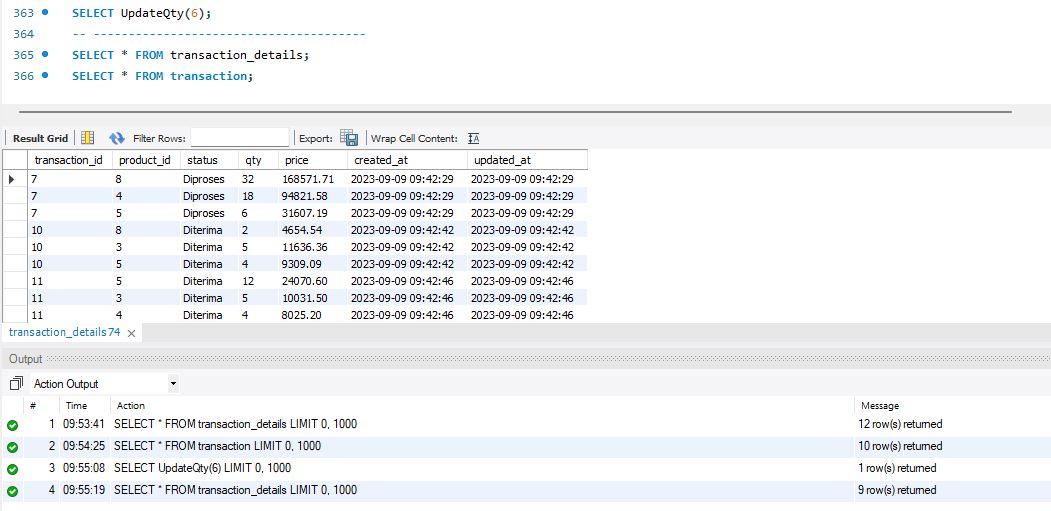 363 SELECT UpdateQty(6);
364 -- ---------------------------------------
365 SELECT * FROM transaction_details;
366 SELECT * FROM transaction;
Result Grid Filter Rows: Export: Wrap Cell Content:
transaction_id product_id status qty price created_at updated_at
7 8 Diproses 32 168571.71 2023-09-09 09:42:29 2023-09-09 09:42:29
7 4 Diproses 18 94821.58 2023-09-09 09:42:29 2023-09-09 09:42:29
7 5 Diproses 6 31607.19 2023-09-09 09:42:29 2023-09-09 09:42:29
10 8 Diterima 2 4654.54 2023-09-09 09:42:42 2023-09-09 09:42:42
10 3 Diterima 5 11636.36 2023-09-09 09:42:42 2023-09-09 09:42:42
10 5 Diterima 4 9309.09 2023-09-09 09:42:42 2023-09-09 09:42:42
11 5 Diterima 12 24070.60 2023-09-09 09:42:46 2023-09-09 09:42:46
11 3 Diterima 5 10031.50 2023-09-09 09:42:46 2023-09-09 09:42:46
11 4 Diterima 4 8025.20 2023-09-09 09:42:46 2023-09-09 09:42:46
transaction_details 74
Output
Action Output
# Time Action Message
1 09:53:41 SELECT * FROM transaction_details LIMIT 0, 1000 12 row(s) returned
2 09:54:25 SELECT * FROM transaction LIMIT 0, 1000 10 row(s) returned
3 09:55:08 SELECT UpdateQty(6) LIMIT 0, 1000 1 row(s) returned
4 09:55:19 SELECT * FROM transaction_details LIMIT 0, 1000 9 row(s) returned